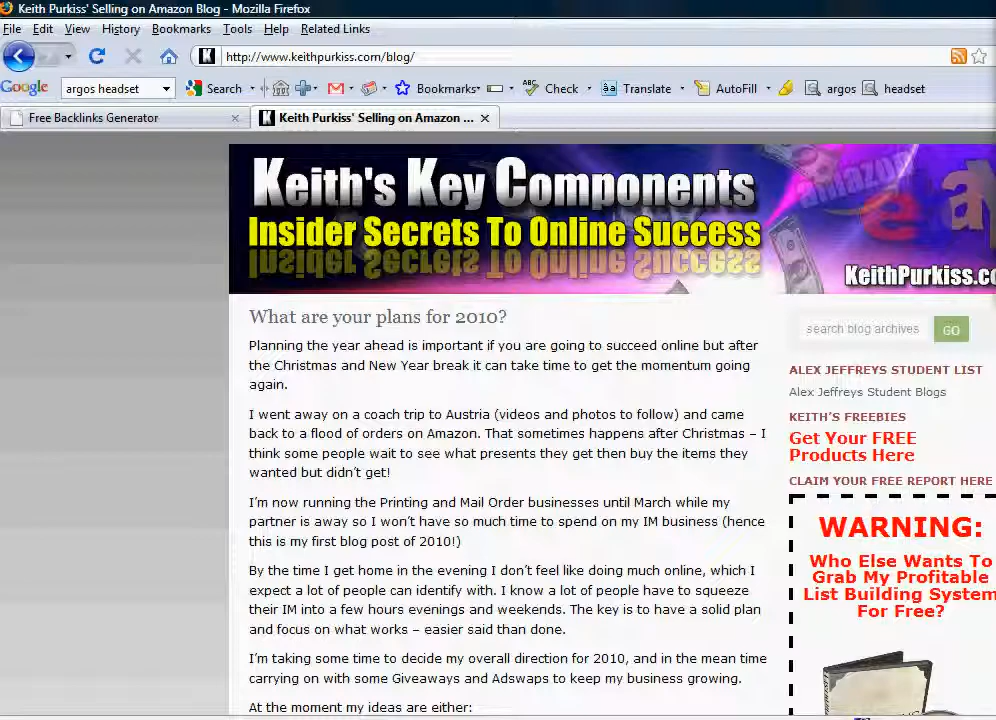 Keith Purkiss' Selling on Amazon Blog - Mozilla Firefox
File Edit View History Bookmarks Tools Help Related Links
K http://www.keithpurkiss.com/blog/
Google argos headset Search Bookmarks Check Translate AutoFill argos headset
Free Backlinks Generator K Keith Purkiss' Selling on Amazon ...
Keith's Key Components
Insider Secrets To Online Success
amazon
KeithPurkiss.co
What are your plans for 2010?
Planning the year ahead is important if you are going to succeed online but after
the Christmas and New Year break it can take time to get the momentum going
again.
I went away on a coach trip to Austria (videos and photos to follow) and came
back to a flood of orders on Amazon. That sometimes happens after Christmas – I
think some people wait to see what presents they get then buy the items they
wanted but didn't get!
I'm now running the Printing and Mail Order businesses until March while my
partner is away so I won't have so much time to spend on my IM business (hence
this is my first blog post of 2010!)
By the time I get home in the evening I don't feel like doing much online, which I
expect a lot of people can identify with. I know a lot of people have to squeeze
their IM into a few hours evenings and weekends. The key is to have a solid plan
and focus on what works – easier said than done.
I'm taking some time to decide my overall direction for 2010, and in the mean time
carrying on with some Giveaways and Adswaps to keep my business growing.
At the moment my ideas are either:
search blog archives GO
ALEX JEFFREYS STUDENT LIST
Alex Jeffreys Student Blogs
KEITH'S FREEBIES
Get Your FREE
Products Here
CLAIM YOUR FREE REPORT HERE
WARNING:
Who Else Wants To
Grab My Profitable
List Building System
For Free?